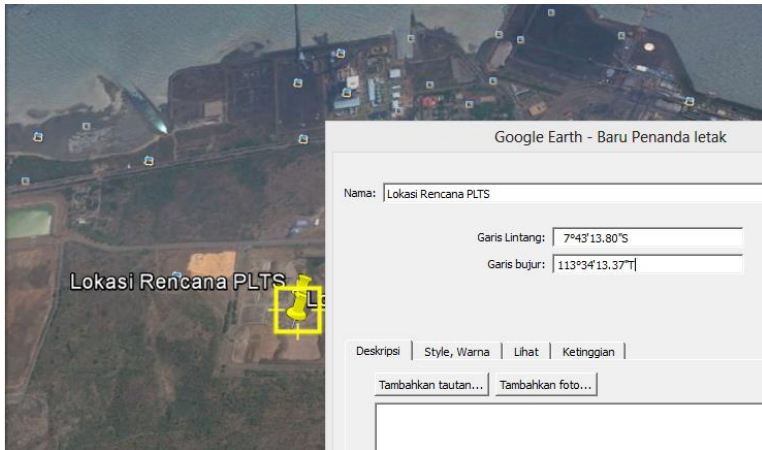 Google Earth - Baru Penanda letak
Nama: Lokasi Rencana PLTS
Garis Lintang: 7°43'13.80"S
Garis bujur: 113°34'13.37"T
Lokasi Rencana PLTS
Deskripsi Style, Warna Lihat Ketinggian
Tambahkan tautan... Tambahkan foto...